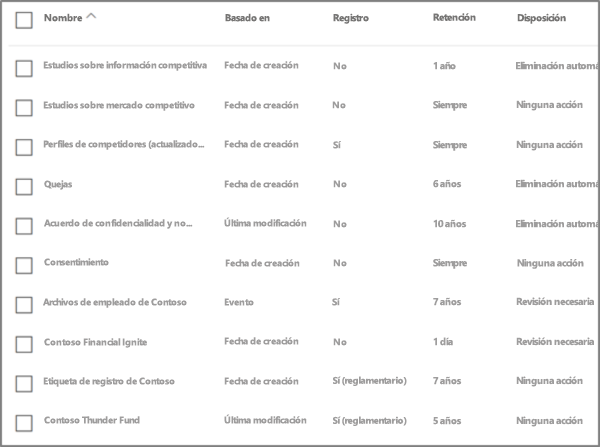 Nombre Basado en Registro Retención Disposición
Estudios sobre información competitiva Fecha de creación No 1 año Eliminación automá
Estudios sobre mercado competitivo Fecha de creación No Siempre Ninguna acción
Perfiles de competidores (actualizado... Fecha de creación Sí Siempre Ninguna acción
Quejas Fecha de creación No 6 años Eliminación automá
Acuerdo de confidencialidad y no... Última modificación No 10 años Eliminación automá
Consentimiento Fecha de creación No Siempre Ninguna acción
Archivos de empleado de Contoso Evento Sí 7 años Revisión necesaria
Contoso Financial Ignite Fecha de creación No 1 día Revisión necesaria
Etiqueta de registro de Contoso Fecha de creación Sí (reglamentario) 7 años Ninguna acción
Contoso Thunder Fund Última modificación Sí (reglamentario) 5 años Ninguna acción